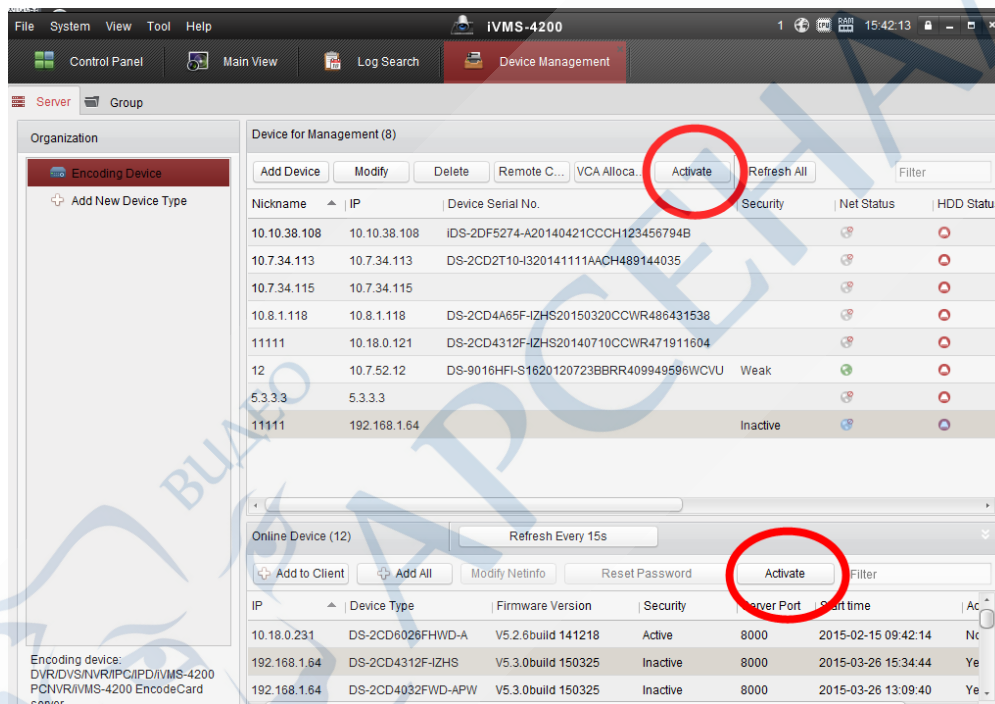 File System View Tool Help iVMS-4200 1 CPU RAM 15:42:13
Control Panel Main View Log Search Device Management
Server Group
Organization
Encoding Device
Add New Device Type
Device for Management (8)
Add Device Modify Delete Remote C... VCA Alloca... Activate Refresh All Filter
Nickname IP Device Serial No. Security Net Status HDD Statu
10.10.38.108 10.10.38.108 iDS-2DF5274-A20140421CCCH123456794B
10.7.34.113 10.7.34.113 DS-2CD2T10-I320141111AACH489144035
10.7.34.115 10.7.34.115
10.8.1.118 10.8.1.118 DS-2CD4A65F-IZHS20150320CCWR486431538
11111 10.18.0.121 DS-2CD4312F-IZHS20140710CCWR471911604
12 10.7.52.12 DS-9016HFI-S1620120723BBRR409949596WCVU Weak
5.3.3.3 5.3.3.3
11111 192.168.1.64 Inactive
Online Device (12) Refresh Every 15s
Add to Client Add All Modify Netinfo Reset Password Activate Filter
IP Device Type Firmware Version Security Server Port Start time Ad
10.18.0.231 DS-2CD6026FHWD-A V5.2.6build 141218 Active 8000 2015-02-15 09:42:14 No
192.168.1.64 DS-2CD4312F-IZHS V5.3.0build 150325 Inactive 8000 2015-03-26 15:34:44 Ye
192.168.1.64 DS-2CD4032FWD-APW V5.3.0build 150325 Inactive 8000 2015-03-26 13:09:40 Ye
Encoding device:
DVR/DVS/NVR/IPC/IPD/iVMS-4200
PCNVR/iVMS-4200 EncodeCard
server
ВИДЕО
АРСЕНАЛ